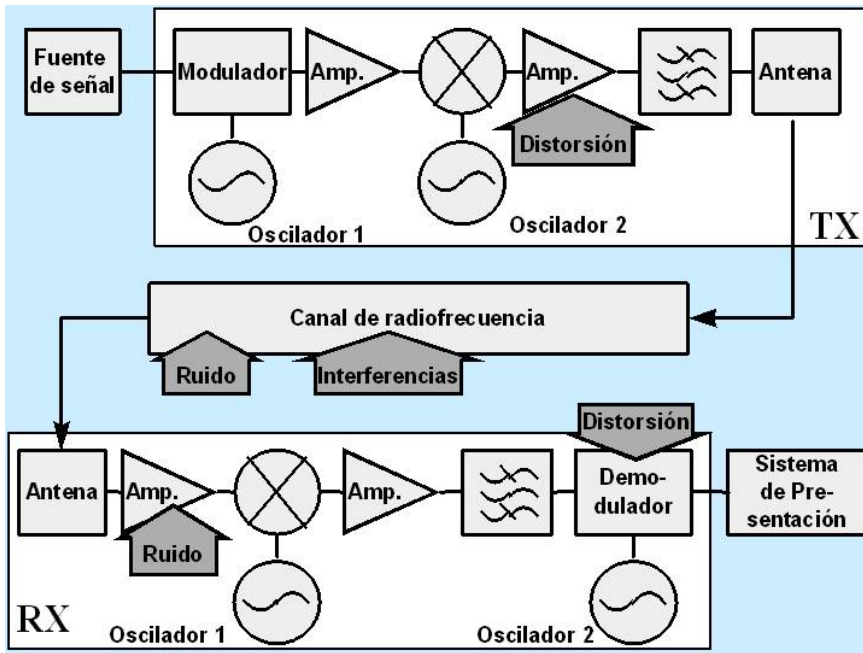 Fuente
de señal
Modulador
Amp.
Amp.
Antena
Distorsión
Oscilador 1
Oscilador 2
TX
Canal de radiofrecuencia
Ruido
Interferencias
Distorsión
Antena
Amp.
Amp.
Demo-
dulador
Sistema
de Pre-
sentación
Ruido
RX
Oscilador 1
Oscilador 2